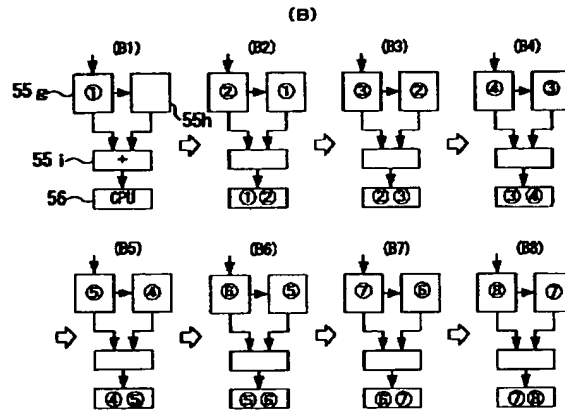 (B)
(B1) (B2) (B3) (B4)
55g ① ② ① ③ ② ④ ③
55h
55i +
56 CPU ①② ②③ ③④
(B5) (B6) (B7) (B8)
⑤ ④ ⑥ ⑤ ⑦ ⑥ ⑧ ⑦
④⑤ ⑤⑥ ⑥⑦ ⑦⑧